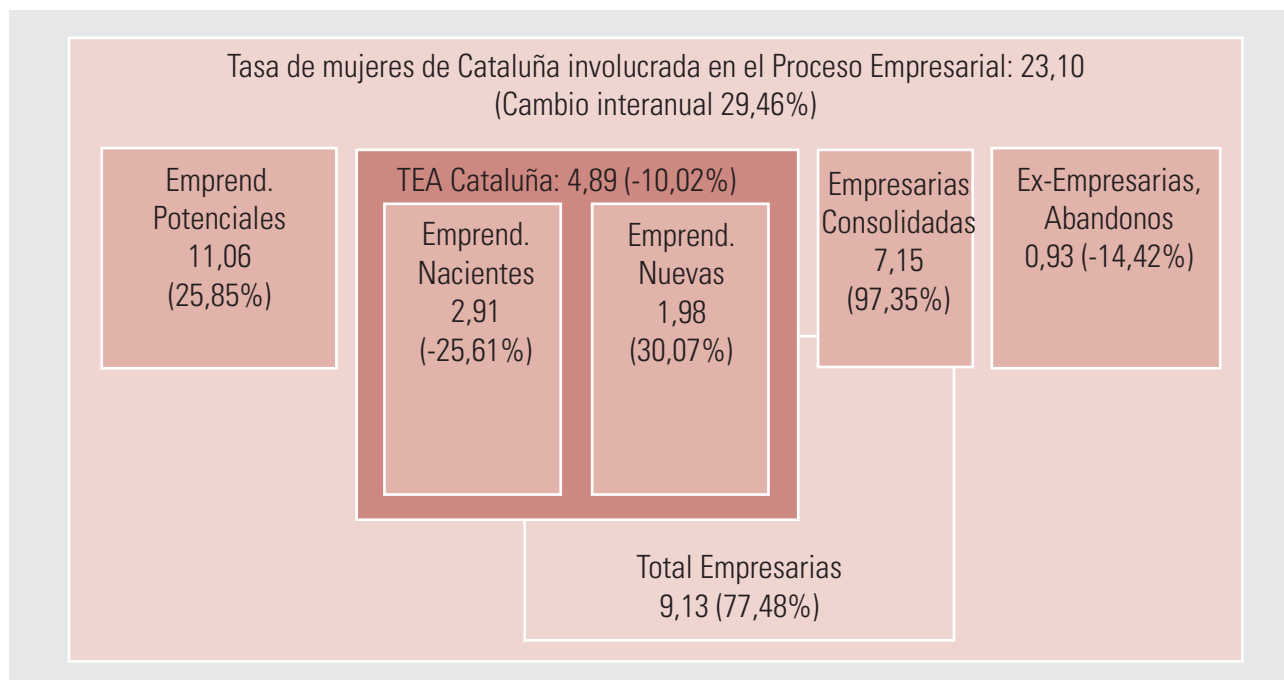 Tasa de mujeres de Cataluña involucrada en el Proceso Empresarial: 23,10
(Cambio interanual 29,46%)
Emprend.
Potenciales
11,06
(25,85%)
TEA Cataluña: 4,89 (-10,02%)
Emprend.
Nacientes
2,91
(-25,61%)
Emprend.
Nuevas
1,98
(30,07%)
Empresarias
Consolidadas
7,15
(97,35%)
Ex-Empresarias,
Abandonos
0,93 (-14,42%)
Total Empresarias
9,13 (77,48%)